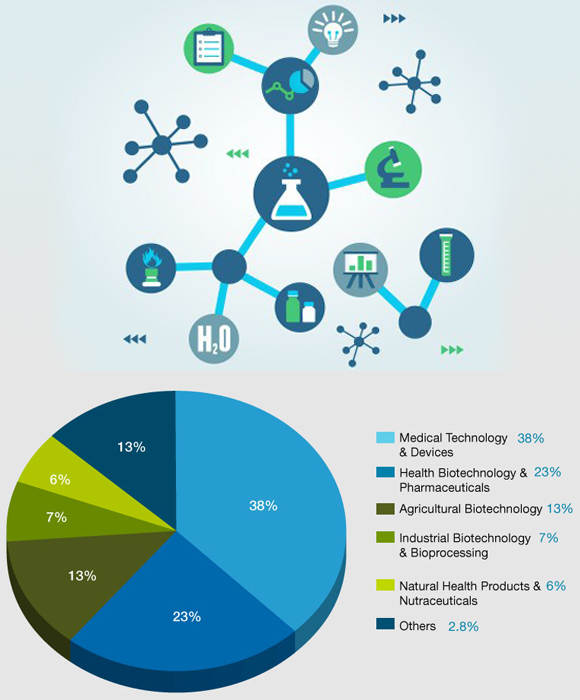 H₂O
13%
38%
6%
7%
13%
23%
Medical Technology 38%
& Devices
Health Biotechnology & 23%
Pharmaceuticals
Agricultural Biotechnology 13%
Industrial Biotechnology 7%
& Bioprocessing
Natural Health Products & 6%
Nutraceuticals
Others 2.8%